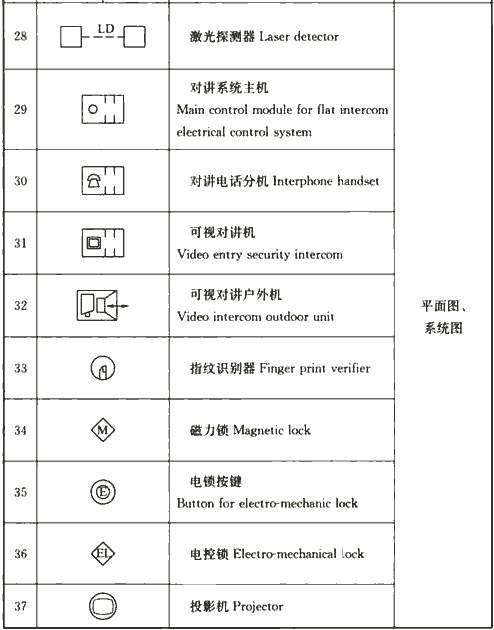 28
LD
激光探测器 Laser detector
29
对讲系统主机
Main control module for flat intercom
electrical control system
30
对讲电话分机 Interphone handset
31
可视对讲机
Video entry security intercom
32
可视对讲户外机
Video intercom outdoor unit
平面图、
系统图
33
指纹识别器 Finger print verifier
34
M
磁力锁 Magnetic lock
35
E
电锁按键
Button for electro-mechanic lock
36
EL
电控锁 Electro-mechanical lock
37
投影机 Projector